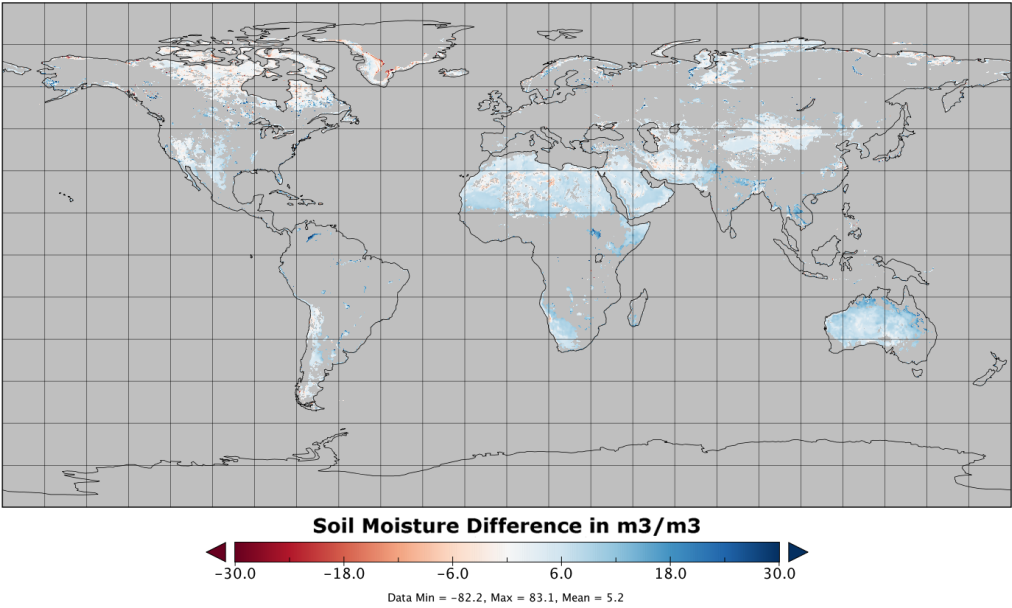 Soil Moisture Difference in m3/m3
-30.0 -18.0 -6.0 6.0 18.0 30.0
Data Min = -82.2, Max = 83.1, Mean = 5.2